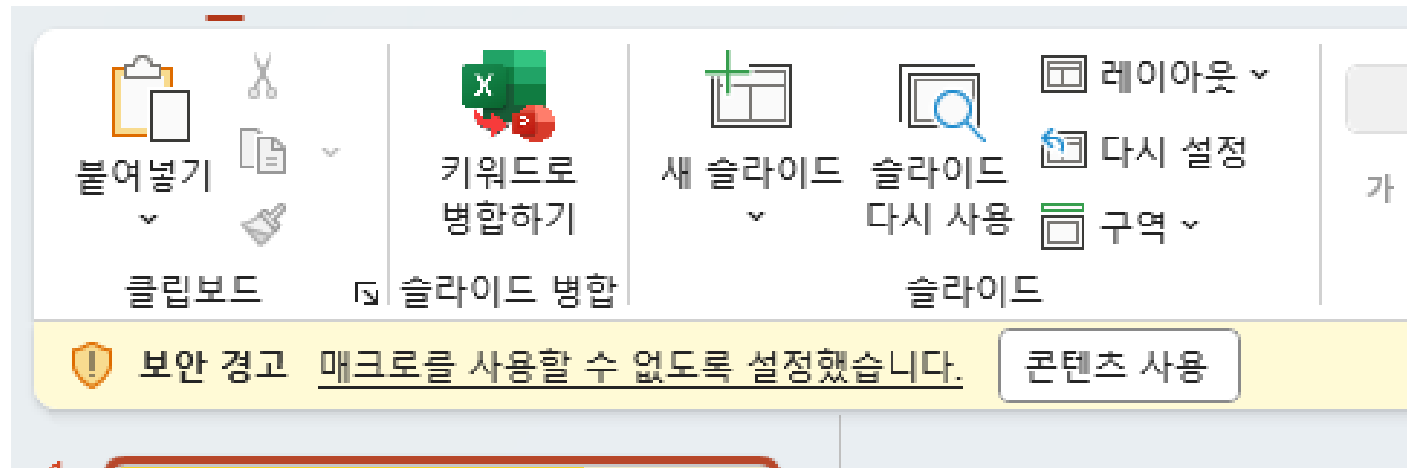 붙여넣기
클립보드
키워드로
병합하기
슬라이드 병합
새 슬라이드
슬라이드
다시 사용
레이아웃
다시 설정
구역
슬라이드
가
보안 경고 매크로를 사용할 수 없도록 설정했습니다. 콘텐츠 사용